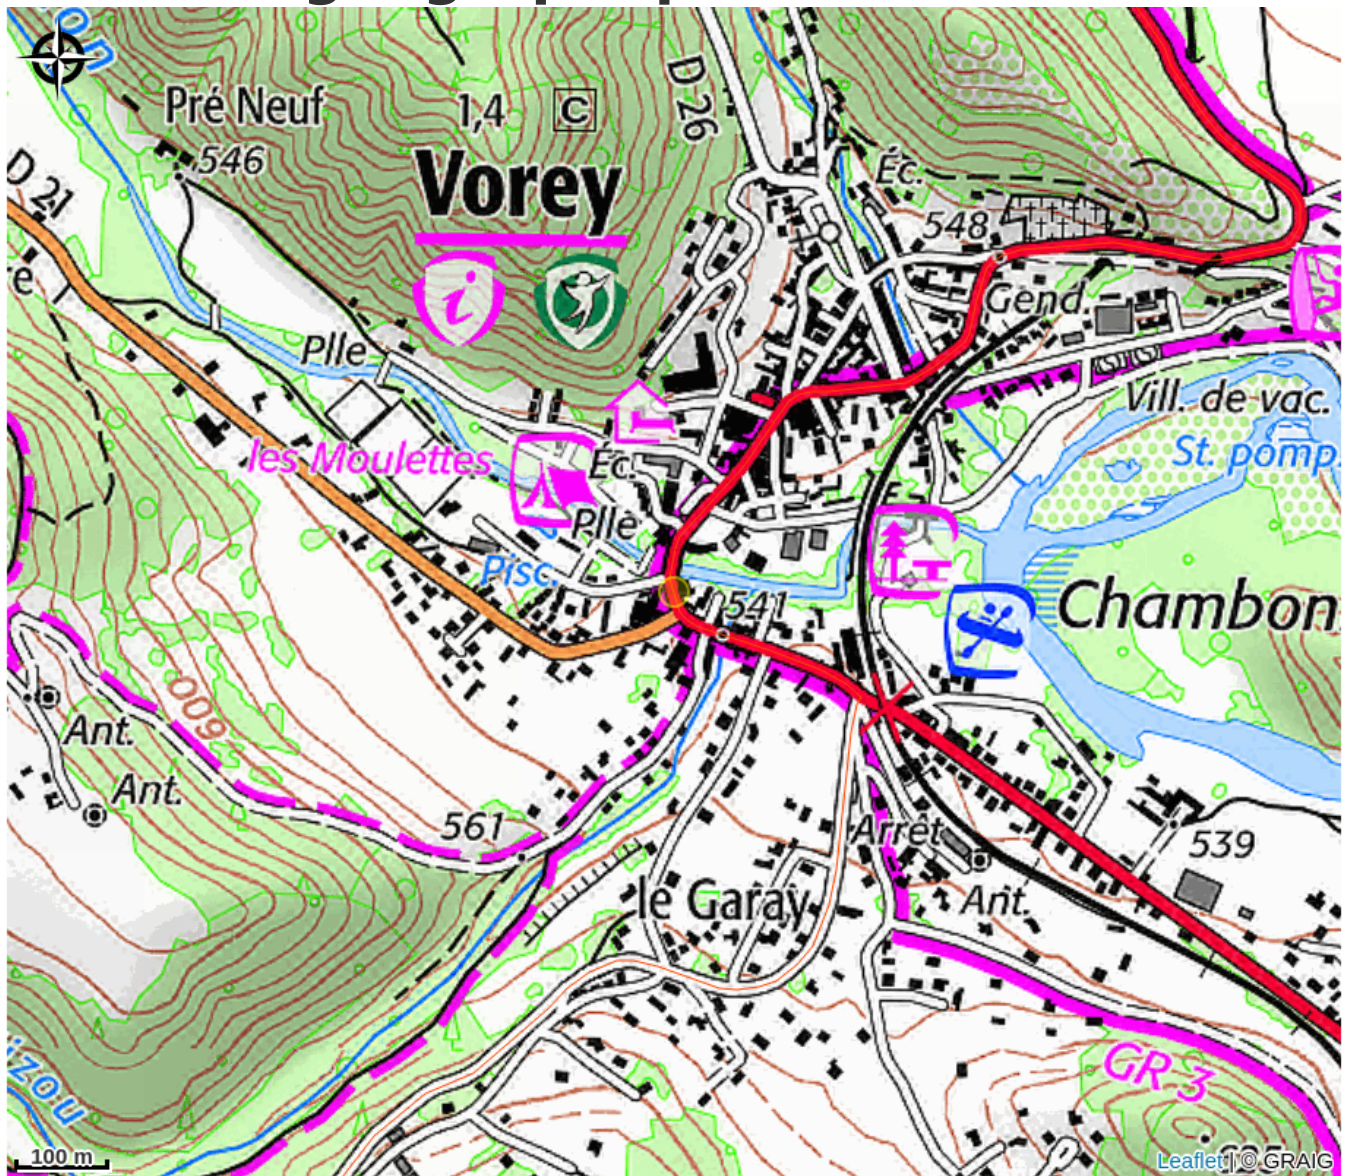 Pré Neuf
1,4 C
D 26
546
Vorey
Éc.
D 21
548
i
Gend.
Plle
Vill. de vac.
les Moulettes
Éc.
St. pomp.
Plle
Pisc.
541
Chambon
600
Ant.
Ant.
561
Arrêt
539
le Garay
Ant.
GR 3
100 m
Leaflet | © GRAIG